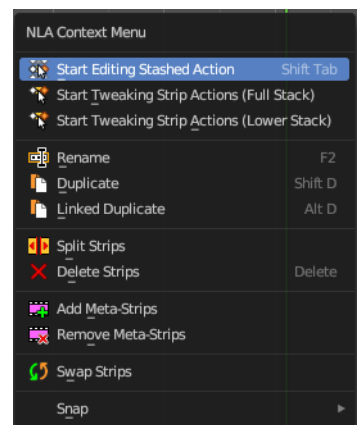 NLA Context Menu
Start Editing Stashed Action Shift Tab
Start Tweaking Strip Actions (Full Stack)
Start Tweaking Strip Actions (Lower Stack)
Rename F2
Duplicate Shift D
Linked Duplicate Alt D
Split Strips
Delete Strips Delete
Add Meta-Strips
Remove Meta-Strips
Swap Strips
Snap